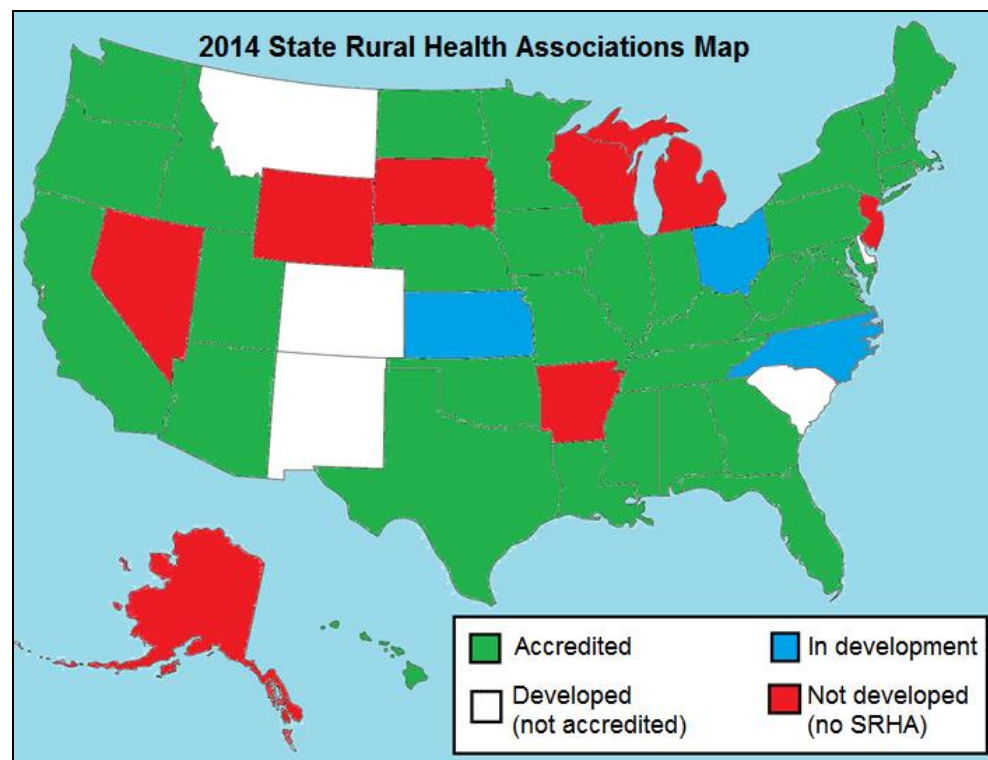 2014 State Rural Health Associations Map
Accredited
In development
Developed
(not accredited)
Not developed
(no SRHA)